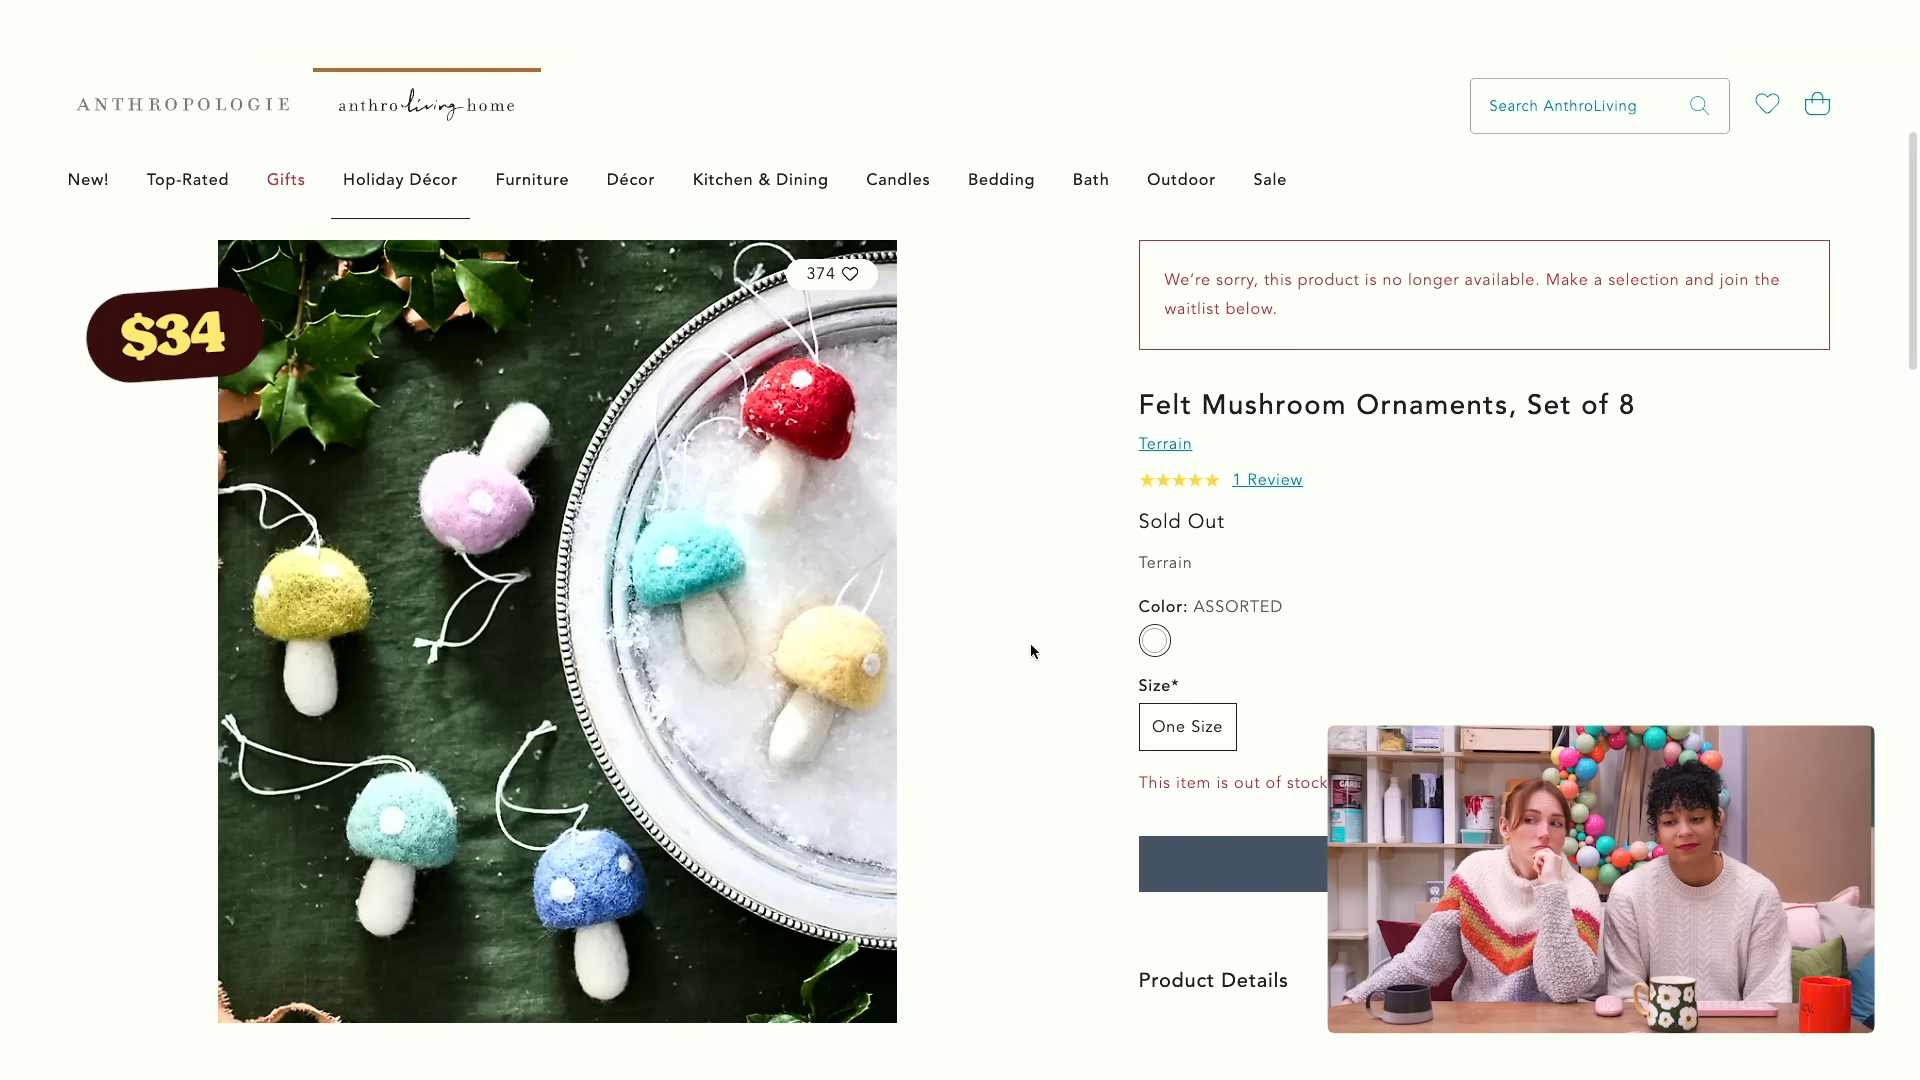 ANTHROPOLOGIE
anthroliving home
Search AnthroLiving
New! Top-Rated Gifts Holiday Décor Furniture Décor Kitchen & Dining Candles Bedding Bath Outdoor Sale
374
$34
We're sorry, this product is no longer available. Make a selection and join the
waitlist below.
Felt Mushroom Ornaments, Set of 8
Terrain
1 Review
Sold Out
Terrain
Color: ASSORTED
Size*
One Size
This item is out of stock
Product Details